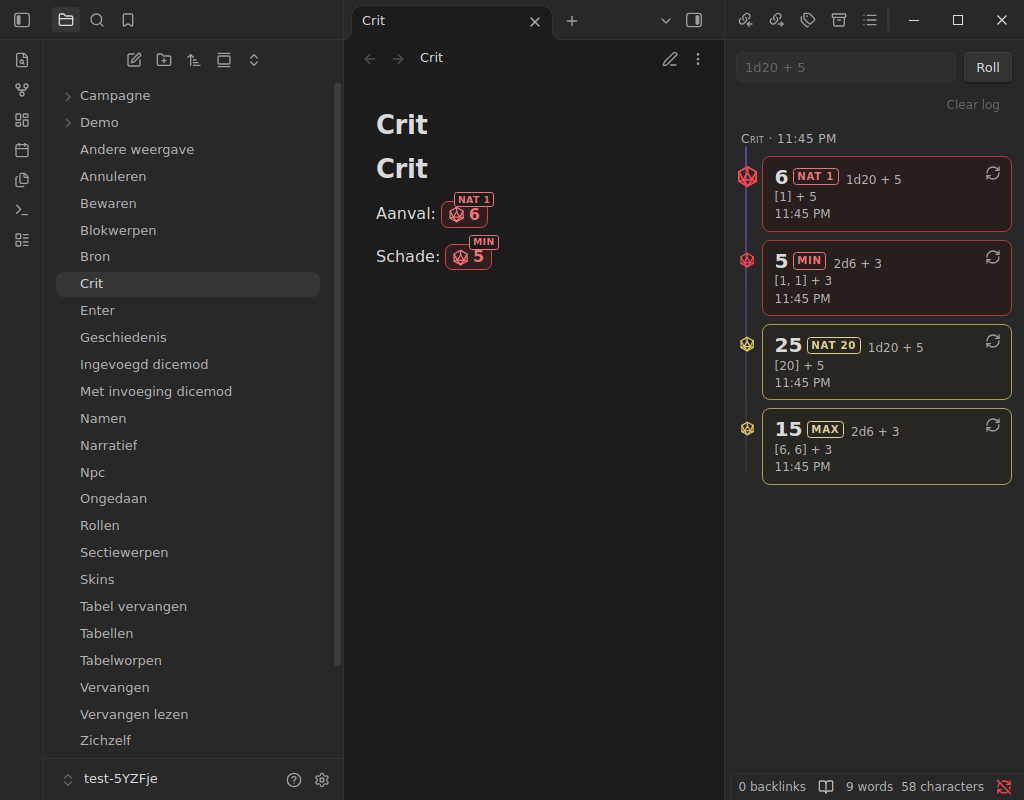 Campagne
Demo
Andere weergave
Annuleren
Bewaren
Blokwerpen
Bron
Crit
Enter
Geschiedenis
Ingevoegd dicemod
Met invoeging dicemod
Namen
Narratief
Npc
Ongedaan
Rollen
Sectiewerpen
Skins
Tabel vervangen
Tabellen
Tabelworpen
Vervangen
Vervangen lezen
Zichzelf
test-5YZFje
Crit
Crit
Crit
Crit
Aanval: 6 NAT 1
Schade: 5 MIN
1d20 + 5
Roll
Clear log
Crit · 11:45 PM
6 NAT 1 1d20 + 5
[1] + 5
11:45 PM
5 MIN 2d6 + 3
[1, 1] + 3
11:45 PM
25 NAT 20 1d20 + 5
[20] + 5
11:45 PM
15 MAX 2d6 + 3
[6, 6] + 3
11:45 PM
0 backlinks 9 words 58 characters